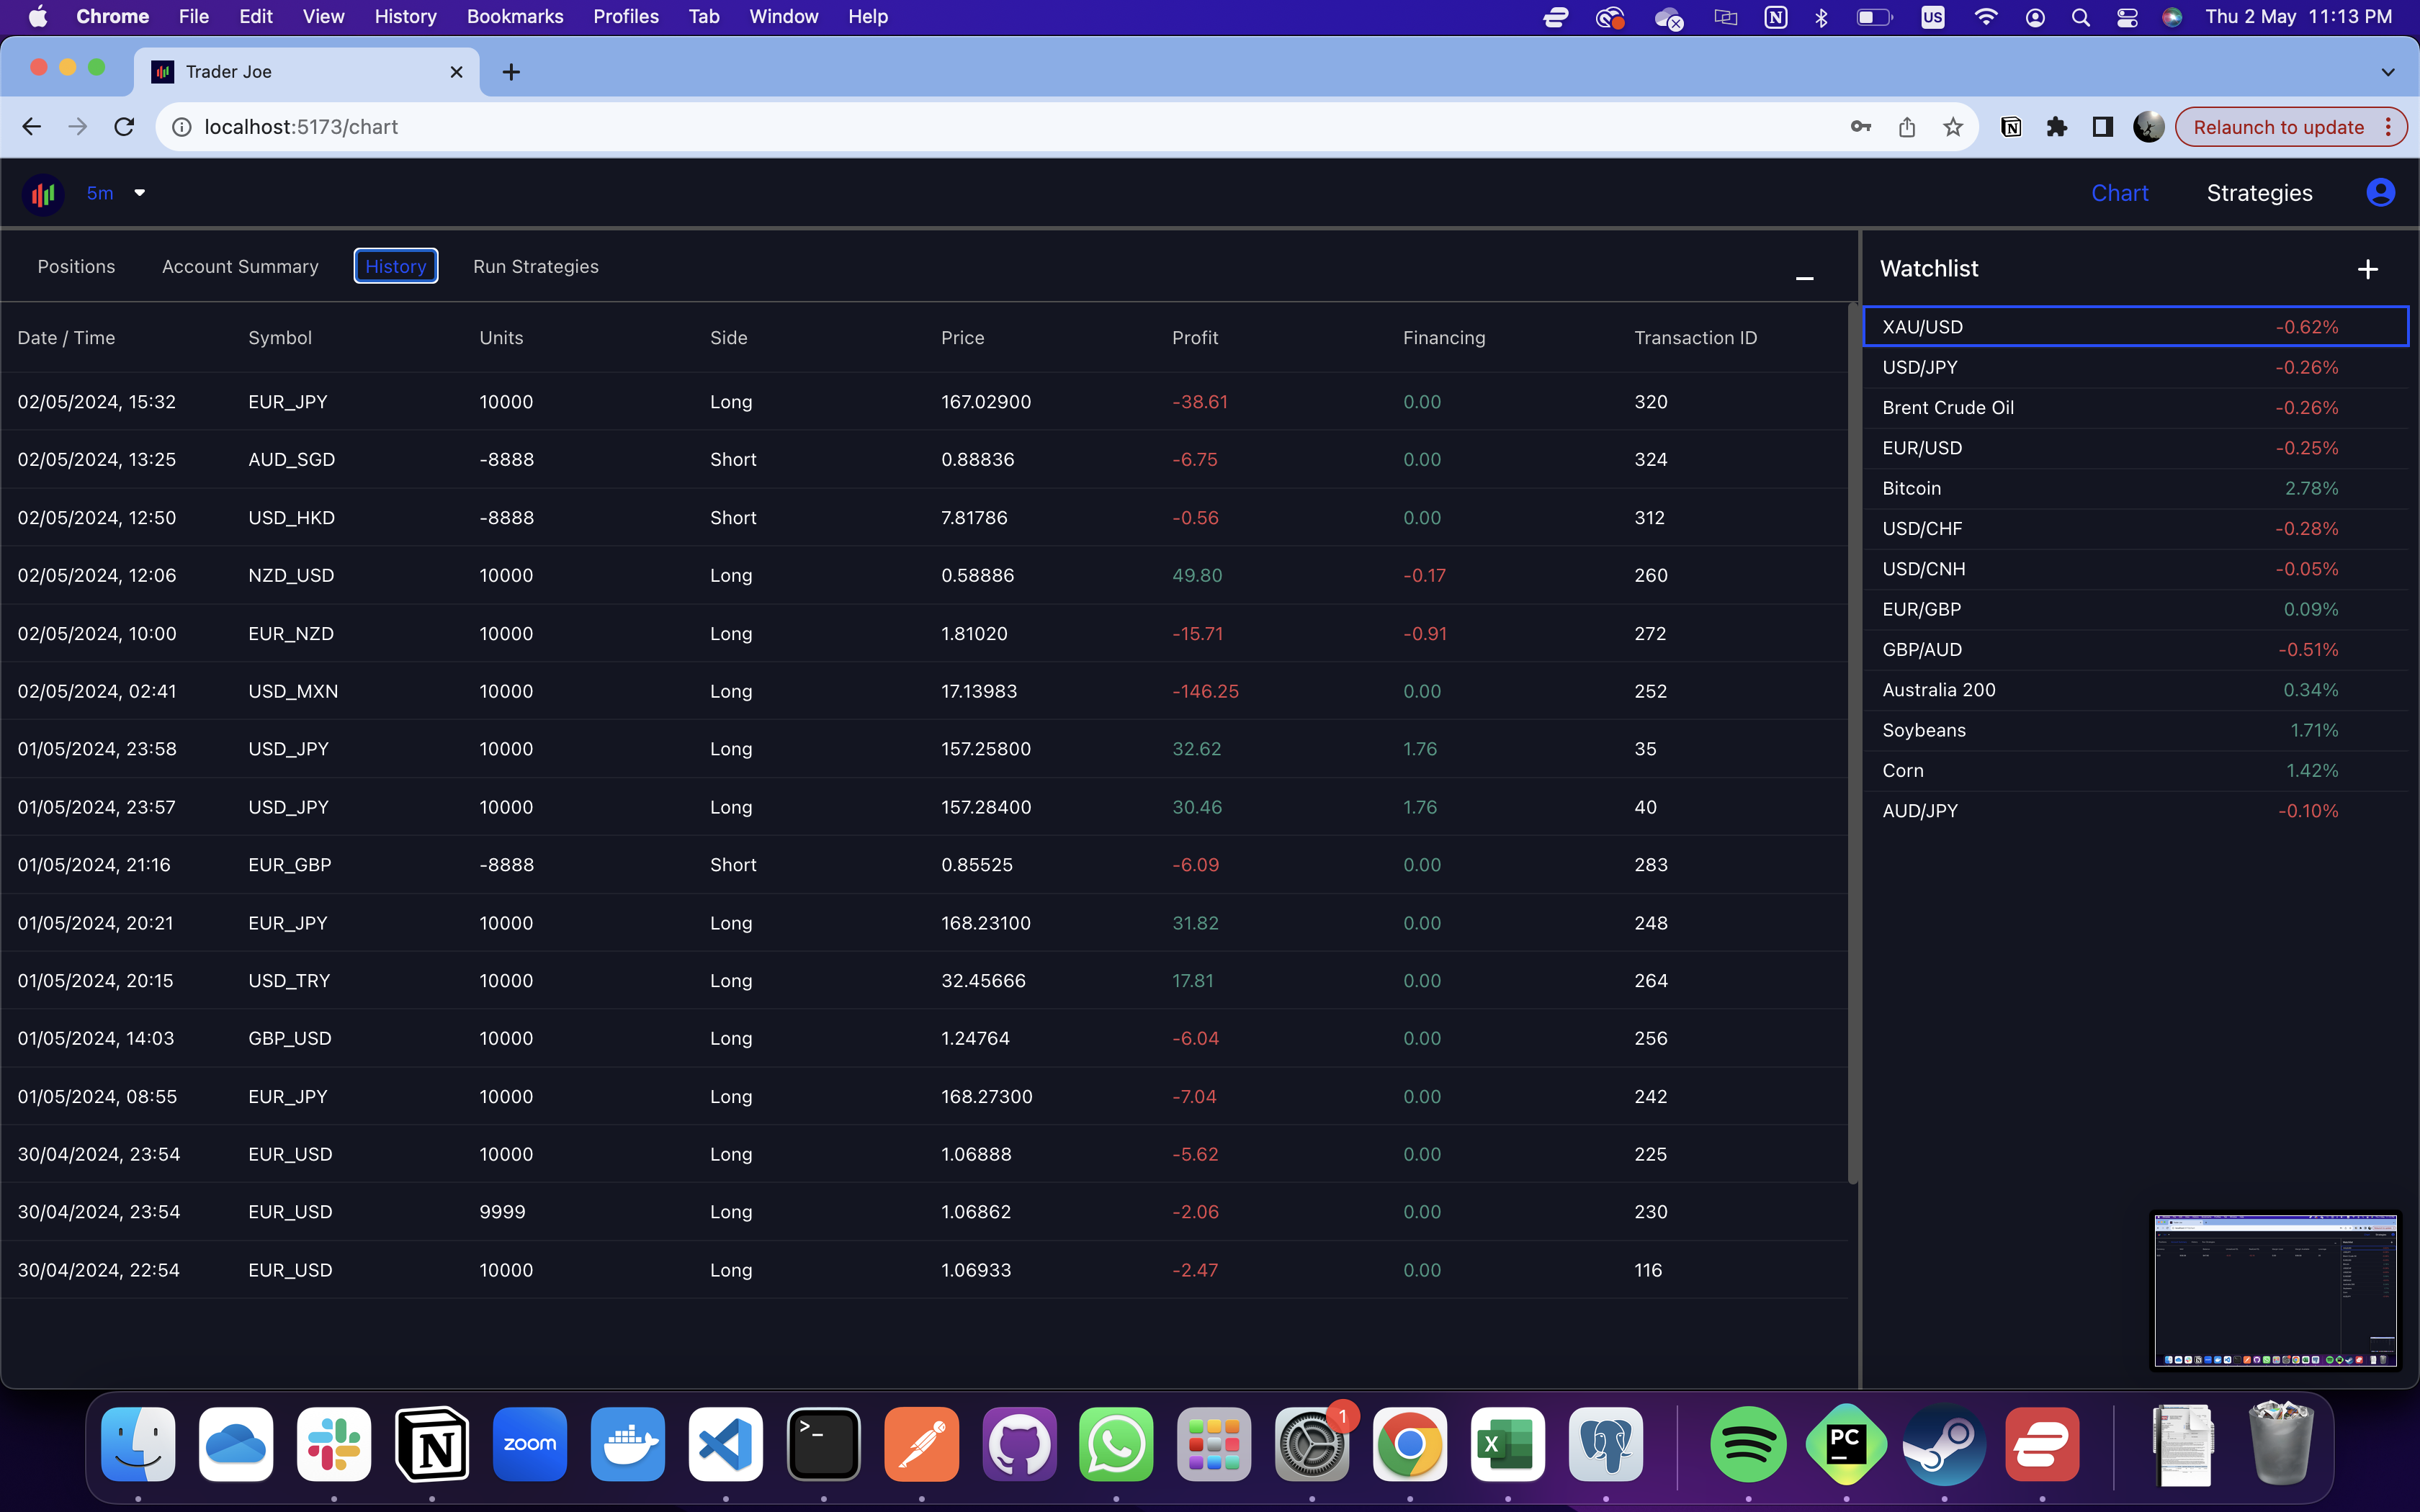 Chrome File Edit View History Bookmarks Profiles Tab Window Help US Thu 2 May 11:13 PM
Trader Joe
localhost:5173/chart Relaunch to update
5m Chart Strategies
Positions Account Summary History Run Strategies Watchlist
Date / Time Symbol Units Side Price Profit Financing Transaction ID
02/05/2024, 15:32 EUR_JPY 10000 Long 167.02900 -38.61 0.00 320
02/05/2024, 13:25 AUD_SGD -8888 Short 0.88836 -6.75 0.00 324
02/05/2024, 12:50 USD_HKD -8888 Short 7.81786 -0.56 0.00 312
02/05/2024, 12:06 NZD_USD 10000 Long 0.58886 49.80 -0.17 260
02/05/2024, 10:00 EUR_NZD 10000 Long 1.81020 -15.71 -0.91 272
02/05/2024, 02:41 USD_MXN 10000 Long 17.13983 -146.25 0.00 252
01/05/2024, 23:58 USD_JPY 10000 Long 157.25800 32.62 1.76 35
01/05/2024, 23:57 USD_JPY 10000 Long 157.28400 30.46 1.76 40
01/05/2024, 21:16 EUR_GBP -8888 Short 0.85525 -6.09 0.00 283
01/05/2024, 20:21 EUR_JPY 10000 Long 168.23100 31.82 0.00 248
01/05/2024, 20:15 USD_TRY 10000 Long 32.45666 17.81 0.00 264
01/05/2024, 14:03 GBP_USD 10000 Long 1.24764 -6.04 0.00 256
01/05/2024, 08:55 EUR_JPY 10000 Long 168.27300 -7.04 0.00 242
30/04/2024, 23:54 EUR_USD 10000 Long 1.06888 -5.62 0.00 225
30/04/2024, 23:54 EUR_USD 9999 Long 1.06862 -2.06 0.00 230
30/04/2024, 22:54 EUR_USD 10000 Long 1.06933 -2.47 0.00 116
XAU/USD -0.62%
USD/JPY -0.26%
Brent Crude Oil -0.26%
EUR/USD -0.25%
Bitcoin 2.78%
USD/CHF -0.28%
USD/CNH -0.05%
EUR/GBP 0.09%
GBP/AUD -0.51%
Australia 200 0.34%
Soybeans 1.71%
Corn 1.42%
AUD/JPY -0.10%
zoom
1
X
PC